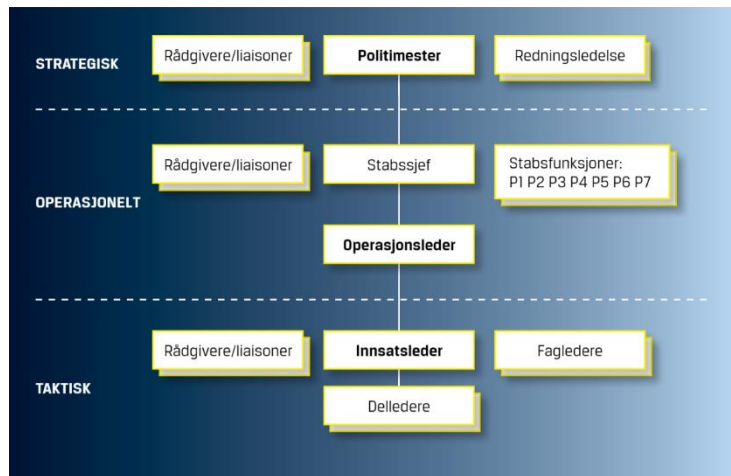 STRATEGISK
Rådgivere/liaisoner
Politimester
Redningsledelse
OPERASJONELT
Rådgivere/liaisoner
Stabssjef
Stabsfunksjoner:
P1 P2 P3 P4 P5 P6 P7
Operasjonsleder
TAKTISK
Rådgivere/liaisoner
Innsatsleder
Fagledere
Delledere